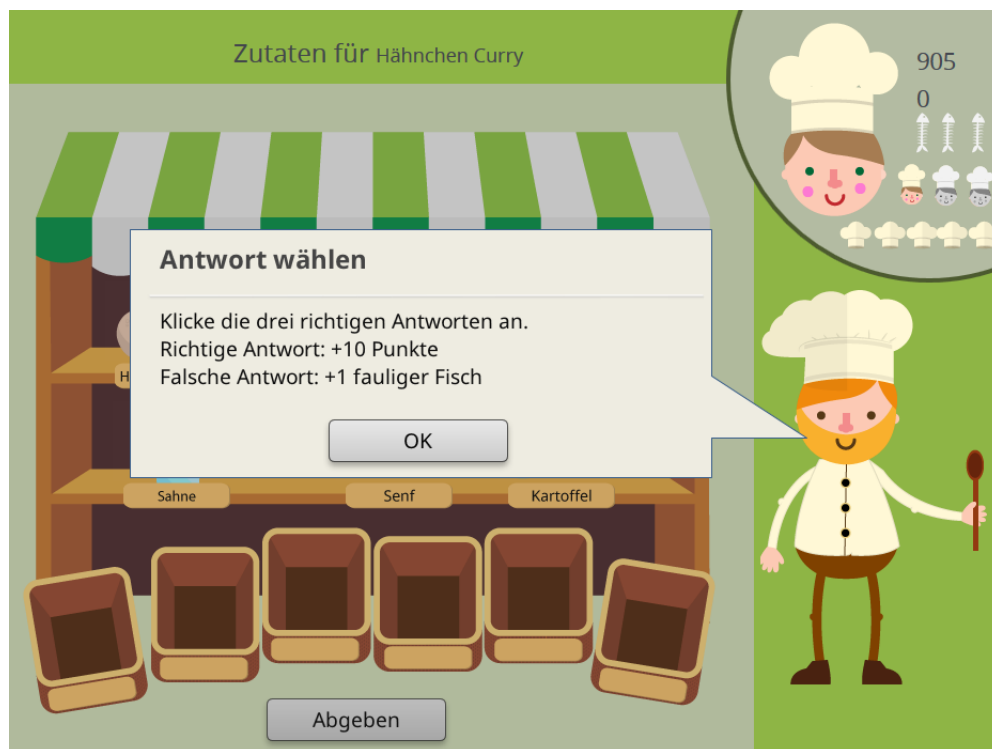 Zutaten für Hähnchen Curry
905
0
Antwort wählen
Klicke die drei richtigen Antworten an.
Richtige Antwort: +10 Punkte
Falsche Antwort: +1 fauliger Fisch
OK
Sahne
Senf
Kartoffel
Abgeben